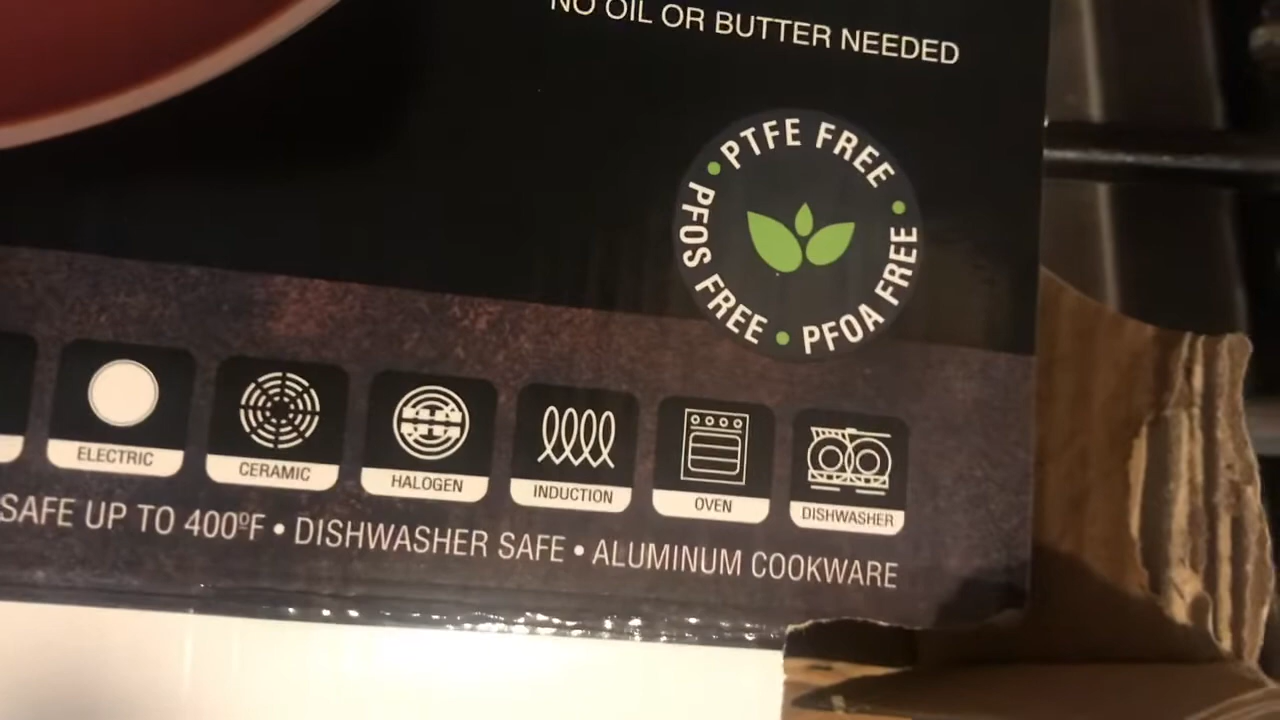 NO OIL OR BUTTER NEEDED
PTFE FREE • PFOA FREE • PFOS FREE •
ELECTRIC
CERAMIC
HALOGEN
INDUCTION
OVEN
DISHWASHER
SAFE UP TO 400ºF • DISHWASHER SAFE • ALUMINUM COOKWARE